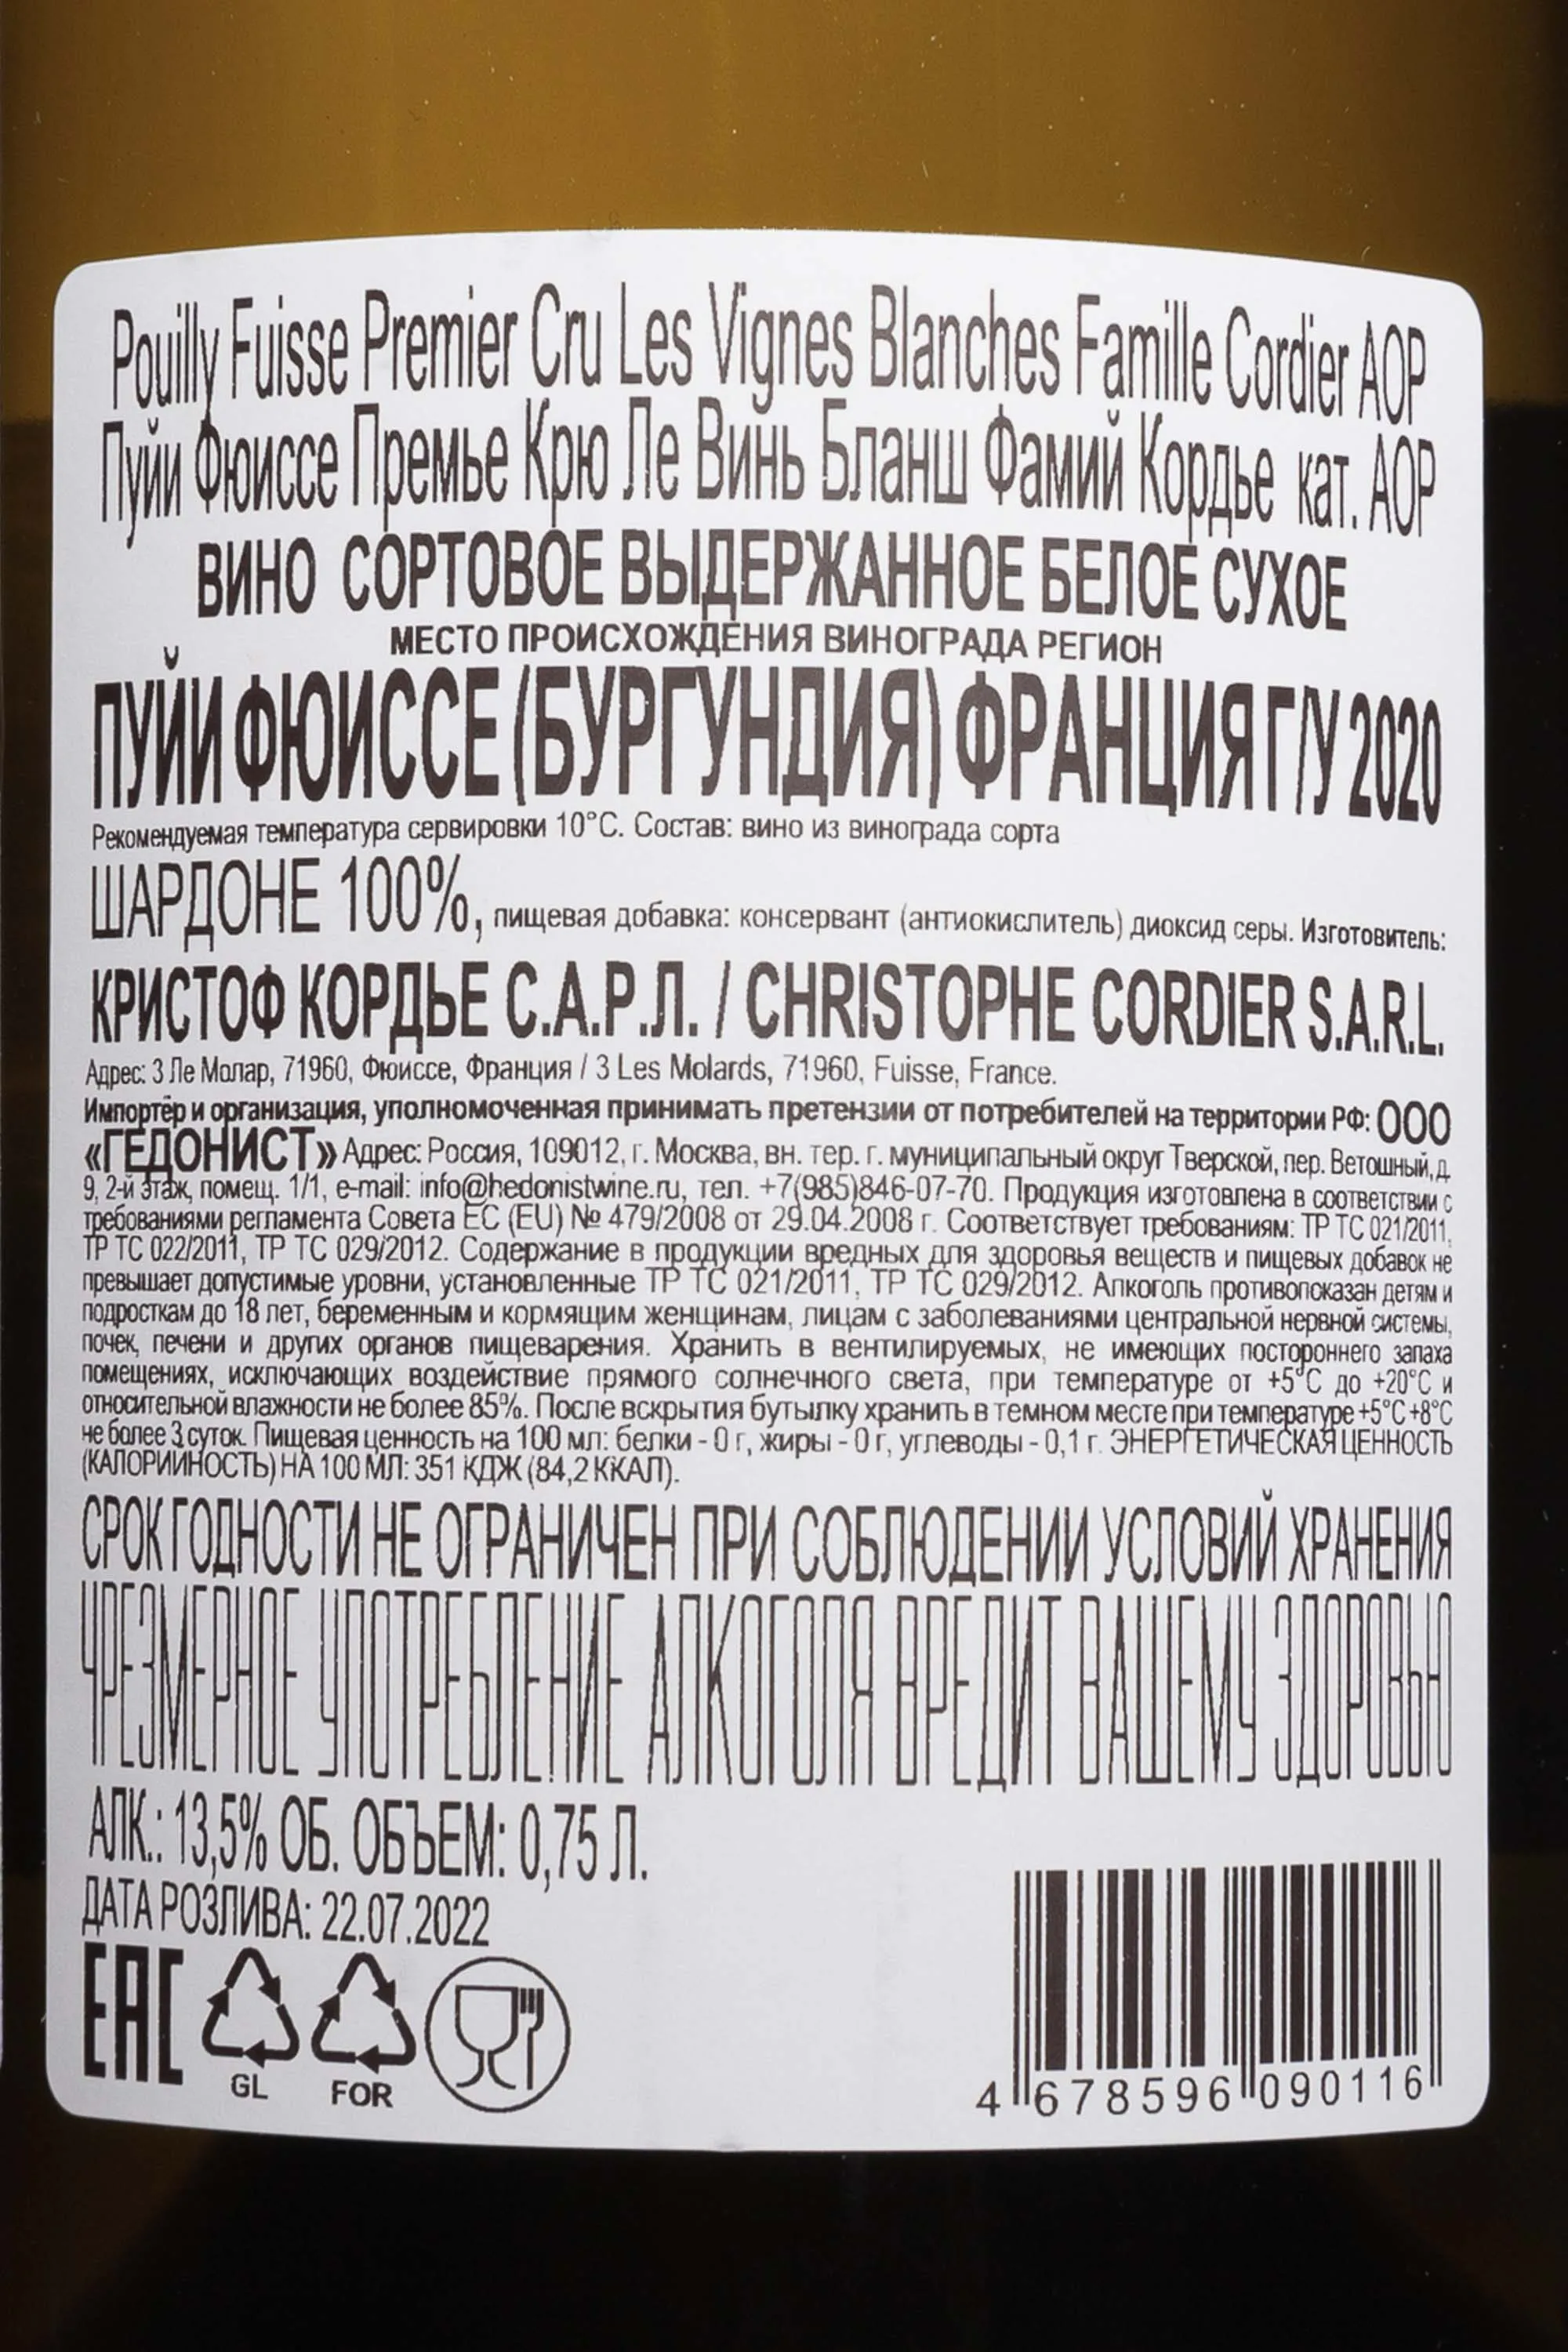 Pouilly Fuisse Premier Cru Les Vignes Blanches Famille Cordier AOP
Пуйи Фюиссе Премье Крю Ле Винь Бланш Фамий Кордье кат. АОР
ВИНО СОРТОВОЕ ВЫДЕРЖАННОЕ БЕЛОЕ СУХОЕ
МЕСТО ПРОИСХОЖДЕНИЯ ВИНОГРАДА РЕГИОН
ПУЙИ ФЮИССЕ (БУРГУНДИЯ) ФРАНЦИЯ Г/У 2020
Рекомендуемая температура сервировки 10°С. Состав: вино из винограда сорта
ШАРДОНЕ 100%, пищевая добавка: консервант (антиокислитель) диоксид серы. Изготовитель:
КРИСТОФ КОРДЬЕ С.А.Р.Л. / CHRISTOPHE CORDIER S.A.R.L.
Адрес: 3 Ле Молар, 71960, Фюиссе, Франция / 3 Les Molards, 71960, Fuisse, France.
Импортёр и организация, уполномоченная принимать претензии от потребителей на территории РФ: ООО
«ГЕДОНИСТ» Адрес: Россия, 109012, г. Москва, вн. тер. г. муниципальный округ Тверской, пер. Ветошный, д.
9, 2-й этаж, помещ. 1/1, e-mail: info@hedonistwine.ru, тел. +7(985)846-07-70. Продукция изготовлена в соответствии с
требованиями регламента Совета ЕС (EU) № 479/2008 от 29.04.2008 г. Соответствует требованиям: ТР ТС 021/2011,
ТР ТС 022/2011, ТР ТС 029/2012. Содержание в продукции вредных для здоровья веществ и пищевых добавок не
превышает допустимые уровни, установленные ТР ТС 021/2011, ТР ТС 029/2012. Алкоголь противопоказан детям и
подросткам до 18 лет, беременным и кормящим женщинам, лицам с заболеваниями центральной нервной системы,
почек, печени и других органов пищеварения. Хранить в вентилируемых, не имеющих постороннего запаха
помещениях, исключающих воздействие прямого солнечного света, при температуре от +5°С до +20°С и
относительной влажности не более 85%. После вскрытия бутылку хранить в темном месте при температуре +5°С +8°С
не более 3 суток. Пищевая ценность на 100 мл: белки - 0 г, жиры - 0 г, углеводы - 0,1 г. ЭНЕРГЕТИЧЕСКАЯ ЦЕННОСТЬ
(КАЛОРИЙНОСТЬ) НА 100 МЛ: 351 КДЖ (84,2 ККАЛ).
СРОК ГОДНОСТИ НЕ ОГРАНИЧЕН ПРИ СОБЛЮДЕНИИ УСЛОВИЙ ХРАНЕНИЯ
ЧРЕЗМЕРНОЕ УПОТРЕБЛЕНИЕ АЛКОГОЛЯ ВРЕДИТ ВАШЕМУ ЗДОРОВЬЮ
АЛК.: 13,5% ОБ. ОБЪЕМ: 0,75 Л.
ДАТА РОЗЛИВА: 22.07.2022
EAC
GL FOR
4 678596 090116